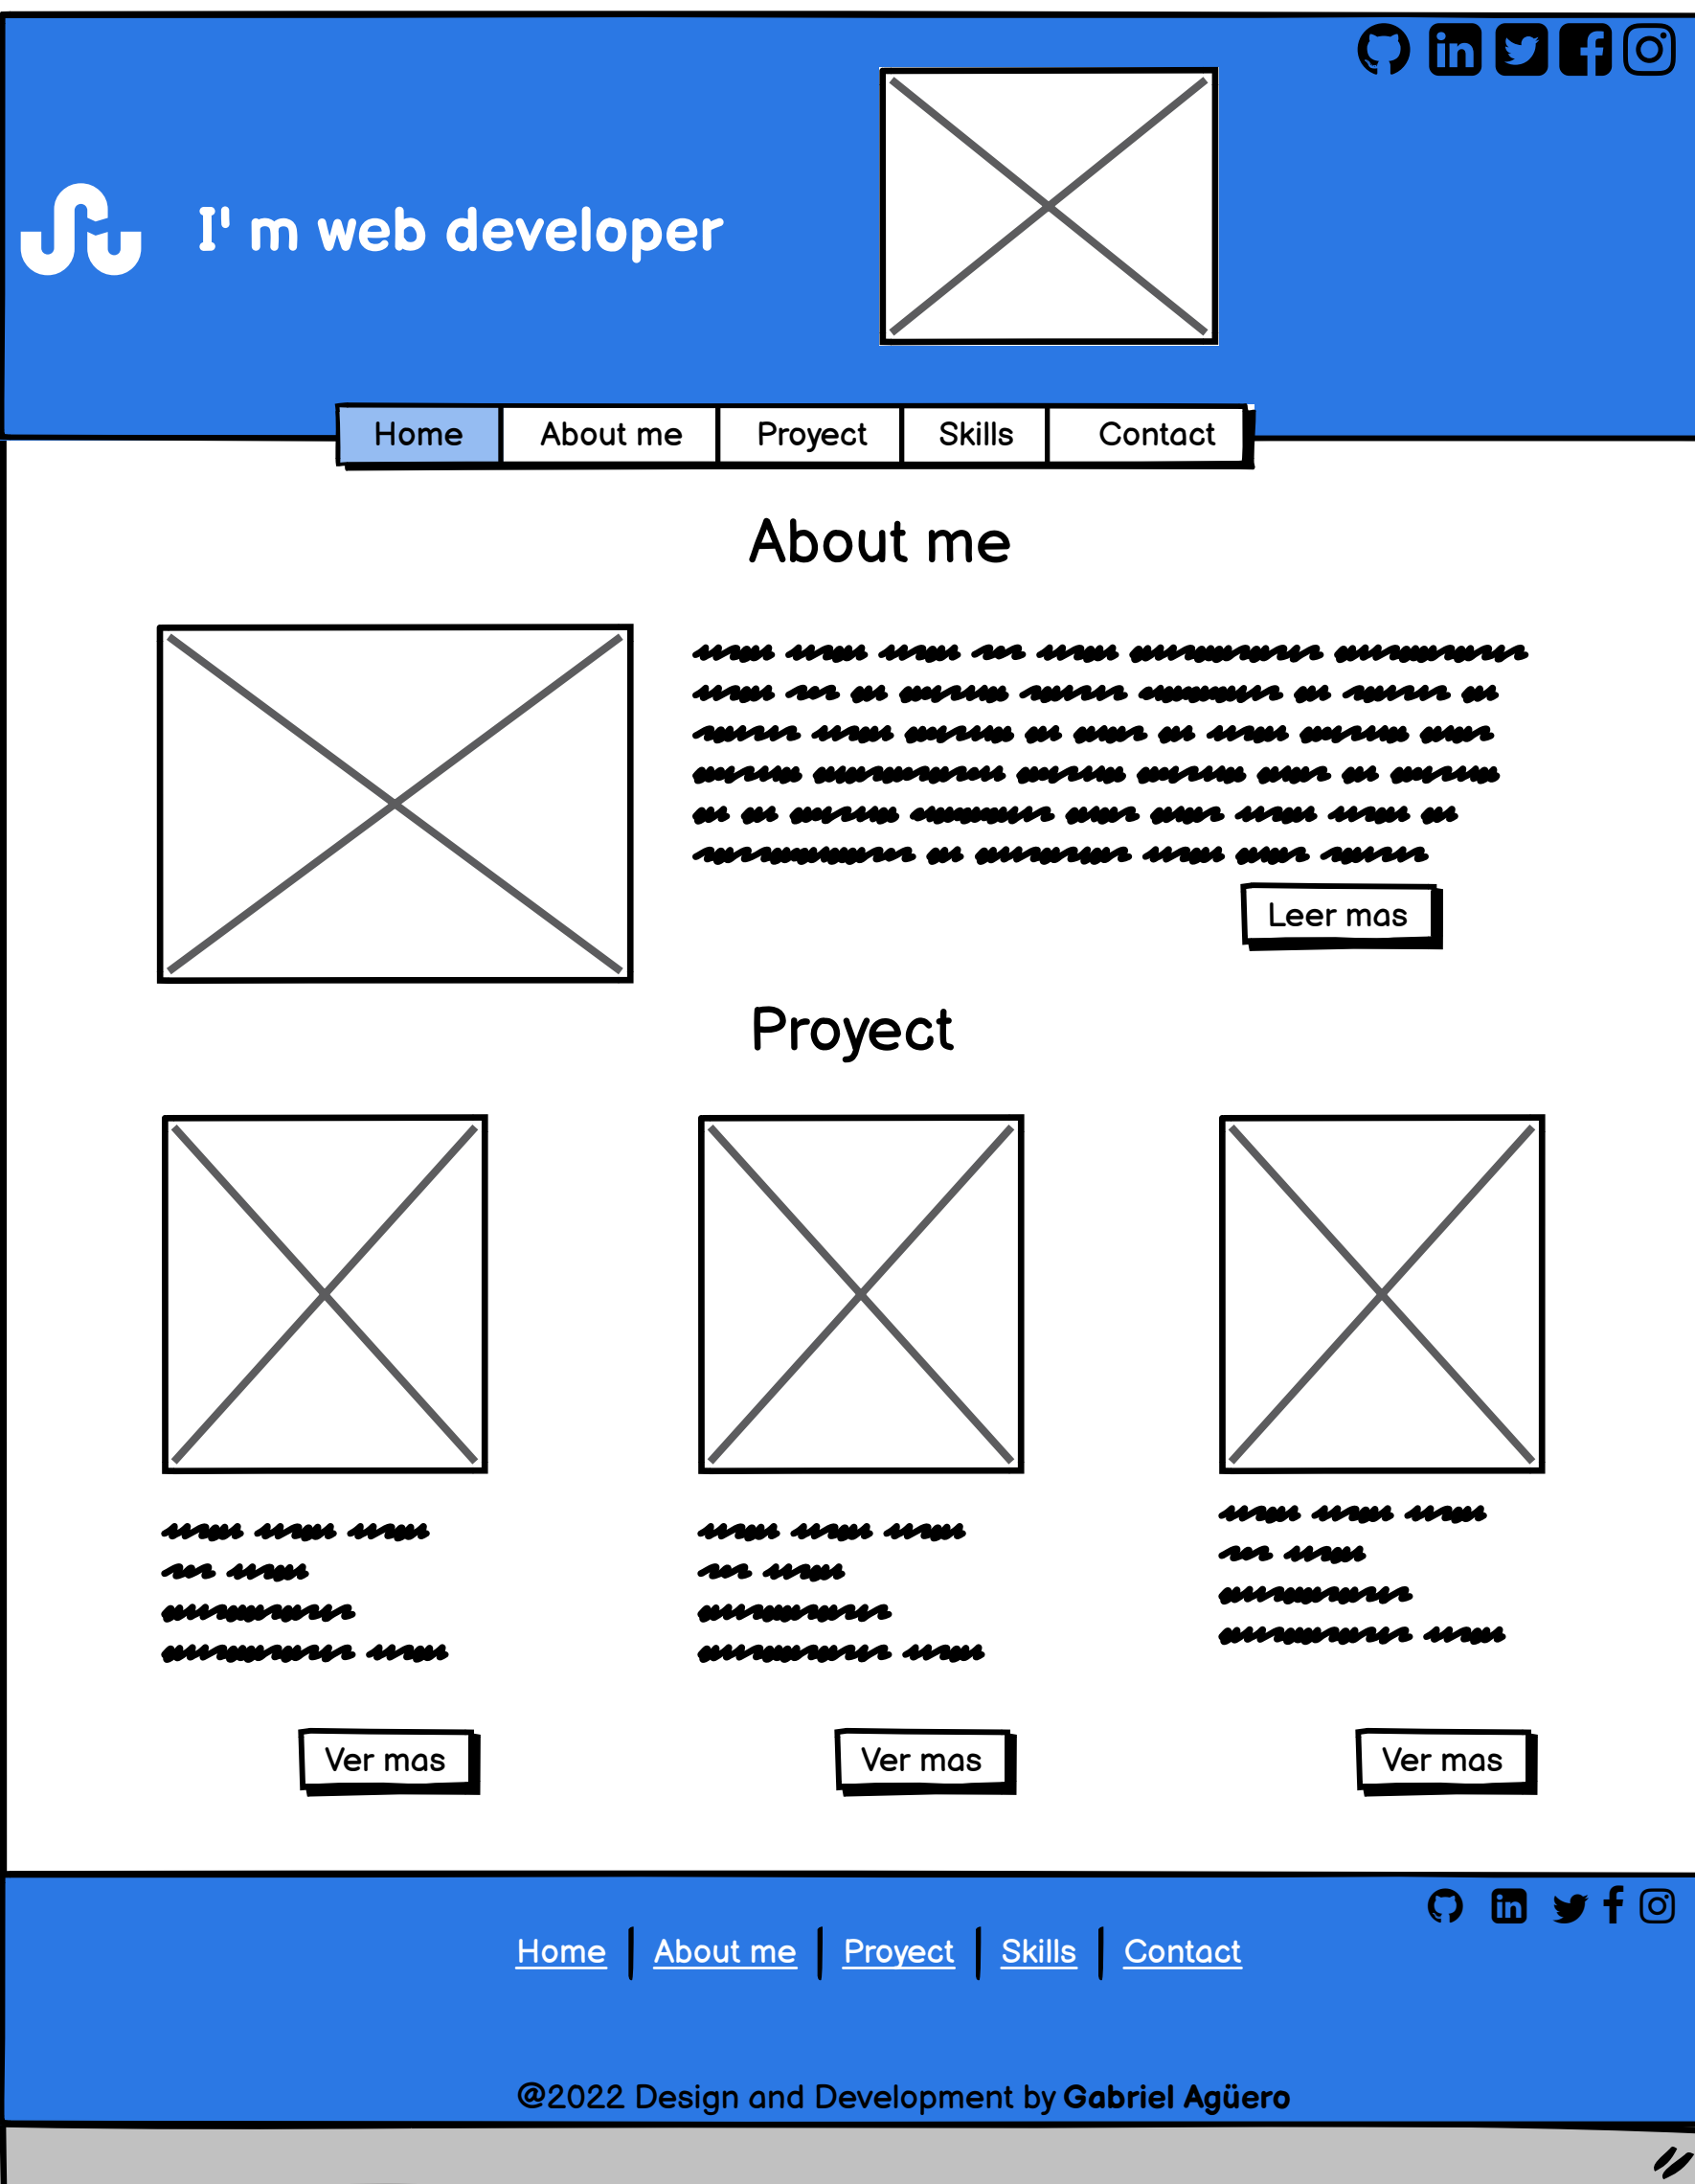 I' m web developer
Home About me Proyect Skills Contact
About me
Leer mas
Proyect
Ver mas Ver mas Ver mas
Home About me Proyect Skills Contact
@2022 Design and Development by Gabriel Agüero